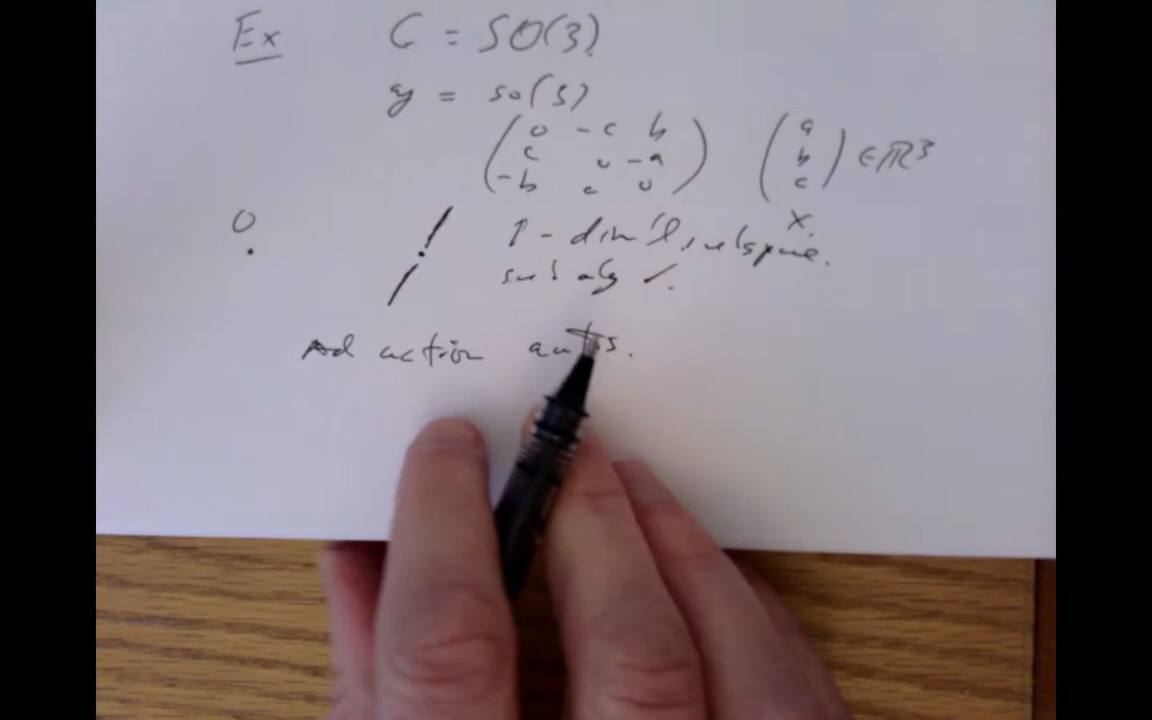 Ex G = SO(3)
g = so(3)
0 -c b a
c 0 -a b ∈ ℝ3
-b a 0 c
0 1-dim'l subspace. x.
subalg ✓.
Ad action